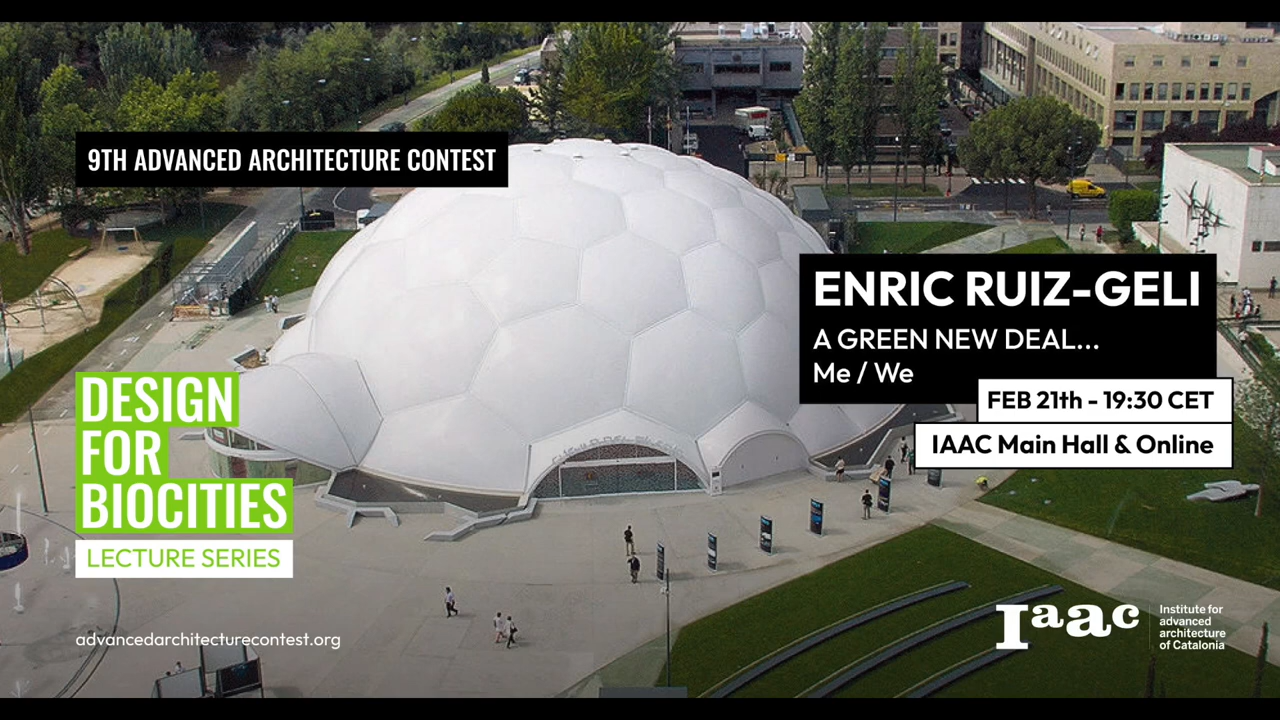 9TH ADVANCED ARCHITECTURE CONTEST
ENRIC RUIZ-GELI
A GREEN NEW DEAL...
Me / We
FEB 21th - 19:30 CET
IAAC Main Hall & Online
DESIGN
FOR
BIOCITIES
LECTURE SERIES
advancedarchitecturecontest.org
Iaac
Institute for
advanced
architecture
of Catalonia